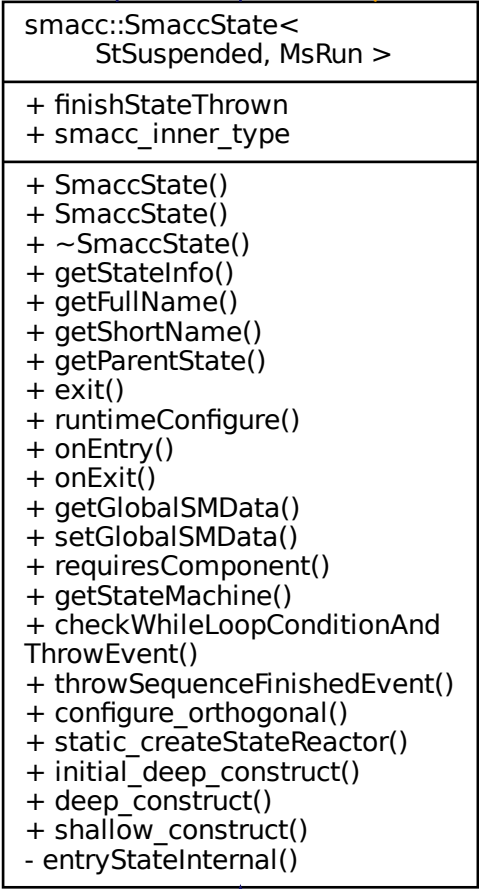 smacc::SmaccState<
StSuspended, MsRun >
+ finishStateThrown
+ smacc_inner_type
+ SmaccState()
+ SmaccState()
+ ~SmaccState()
+ getStateInfo()
+ getFullName()
+ getShortName()
+ getParentState()
+ exit()
+ runtimeConfigure()
+ onEntry()
+ onExit()
+ getGlobalSMData()
+ setGlobalSMData()
+ requiresComponent()
+ getStateMachine()
+ checkWhileLoopConditionAnd
ThrowEvent()
+ throwSequenceFinishedEvent()
+ configure_orthogonal()
+ static_createStateReactor()
+ initial_deep_construct()
+ deep_construct()
+ shallow_construct()
- entryStateInternal()